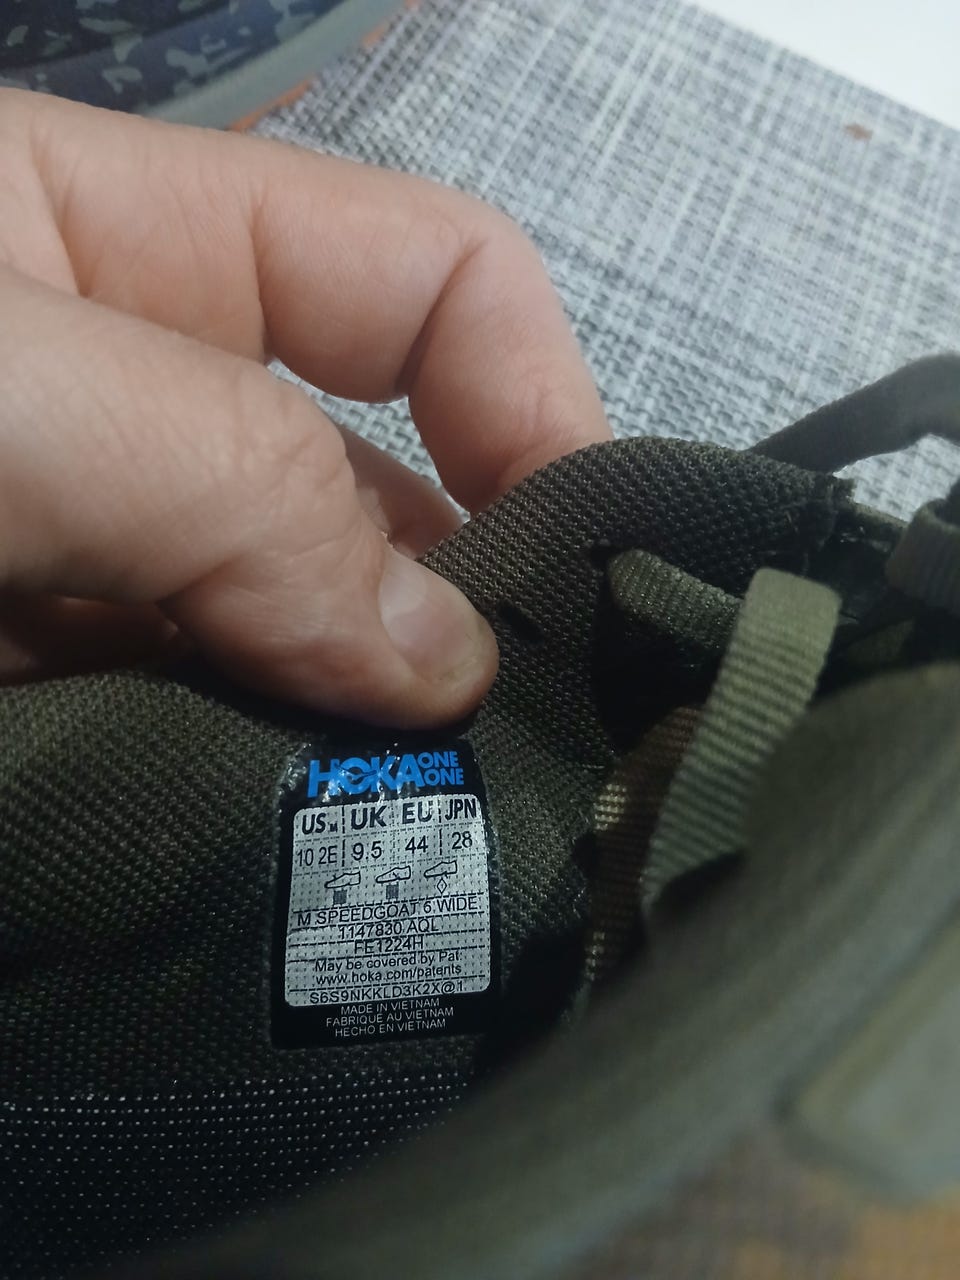 HOKA ONE ONE
US M UK EU JPN
10 2E 9.5 44 28
M SPEEDGOAT 6 WIDE
1147830 AQL
FE1224H
May be covered by Pat:
www.hoka.com/patents
S6S9NKKLD3K2X@1
MADE IN VIETNAM
FABRIQUE AU VIETNAM
HECHO EN VIETNAM